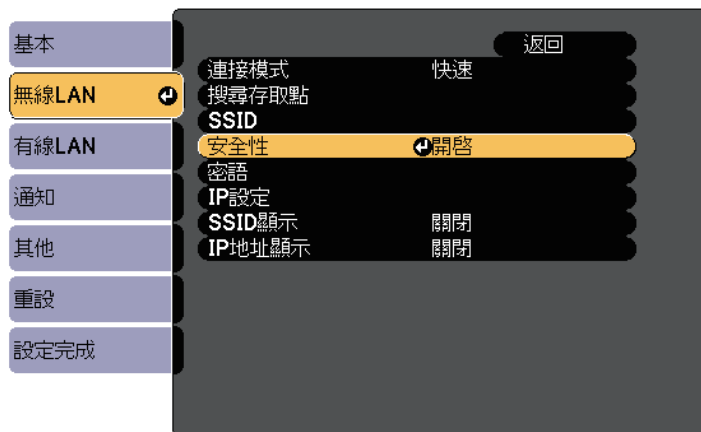 基本
無線LAN
有線LAN
通知
其他
重設
設定完成
返回
連接模式 快速
搜尋存取點
SSID
安全性 開啓
密語
IP設定
SSID顯示 關閉
IP地址顯示 關閉